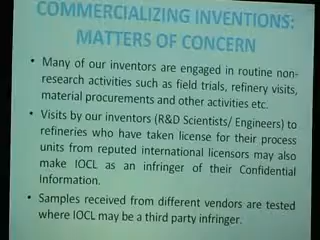 COMMERCIALIZING INVENTIONS:
MATTERS OF CONCERN
• Many of our inventors are engaged in routine non-
research activities such as field trials, refinery visits,
material procurements and other activities etc.
• Visits by our inventors (R&D Scientists/ Engineers) to
refineries who have taken license for their process
units from reputed international licensors may also
make IOCL as an infringer of their Confidential
Information.
• Samples received from different vendors are tested
where IOCL may be a third party infringer.